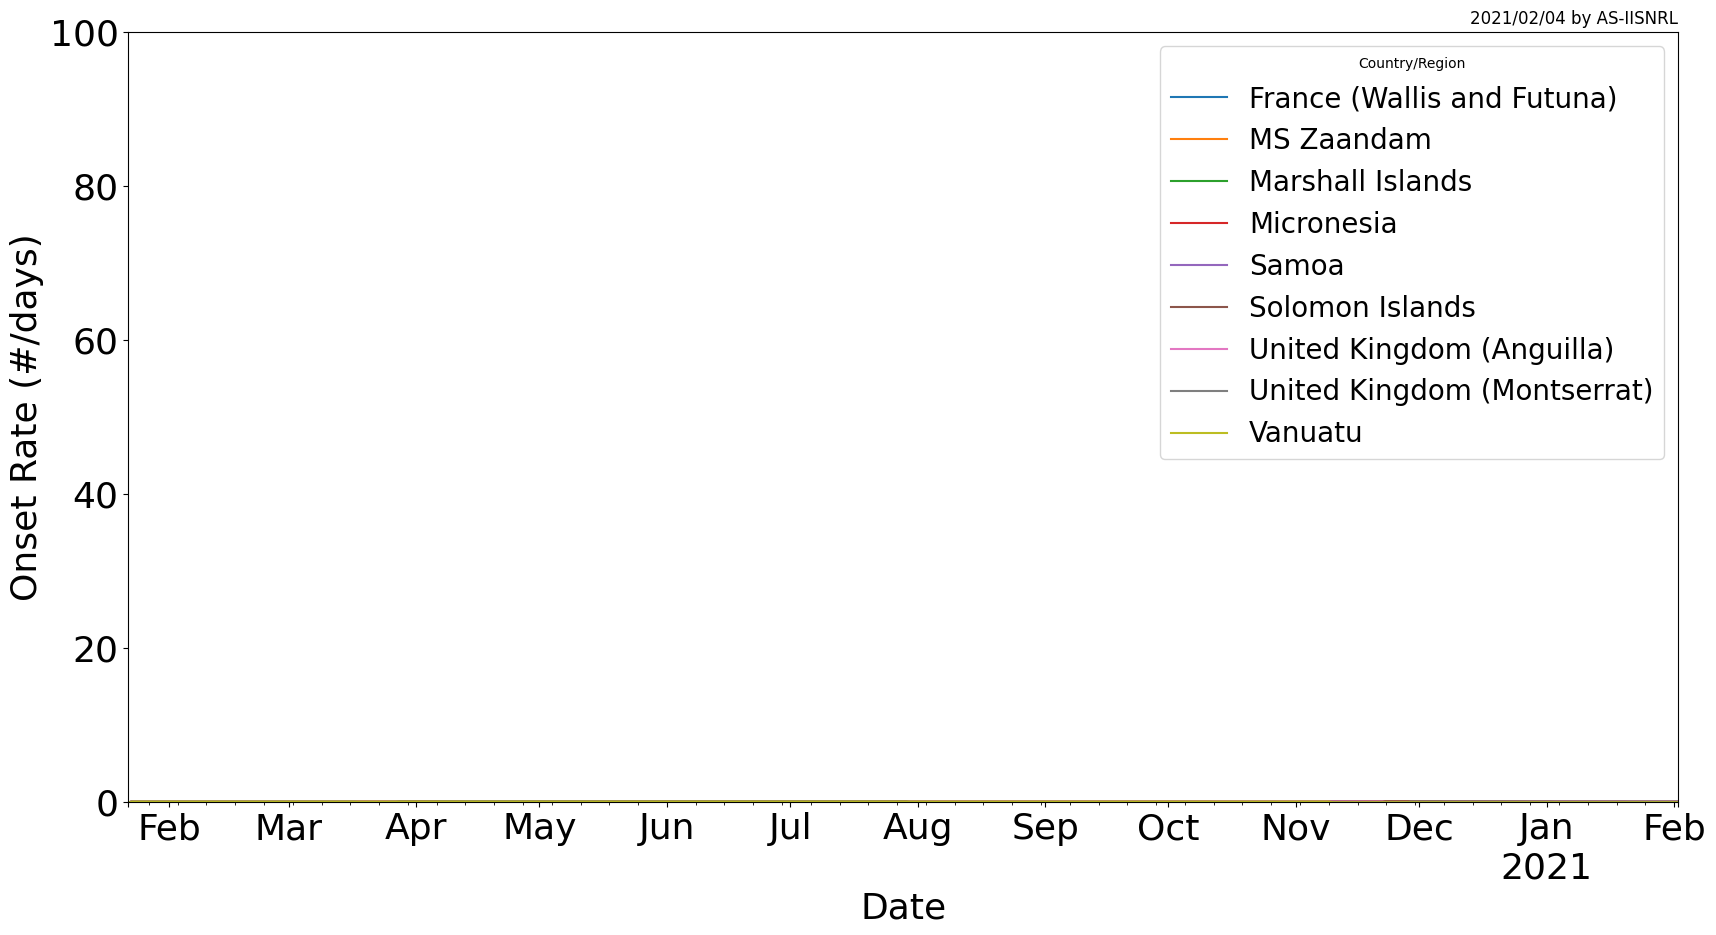 2021/02/04 by AS-IISNRL
Country/Region
France (Wallis and Futuna)
MS Zaandam
Marshall Islands
Micronesia
Samoa
Solomon Islands
United Kingdom (Anguilla)
United Kingdom (Montserrat)
Vanuatu
Onset Rate (#/days)
100
80
60
40
20
0
Feb Mar Apr May Jun Jul Aug Sep Oct Nov Dec Jan Feb
2021
Date